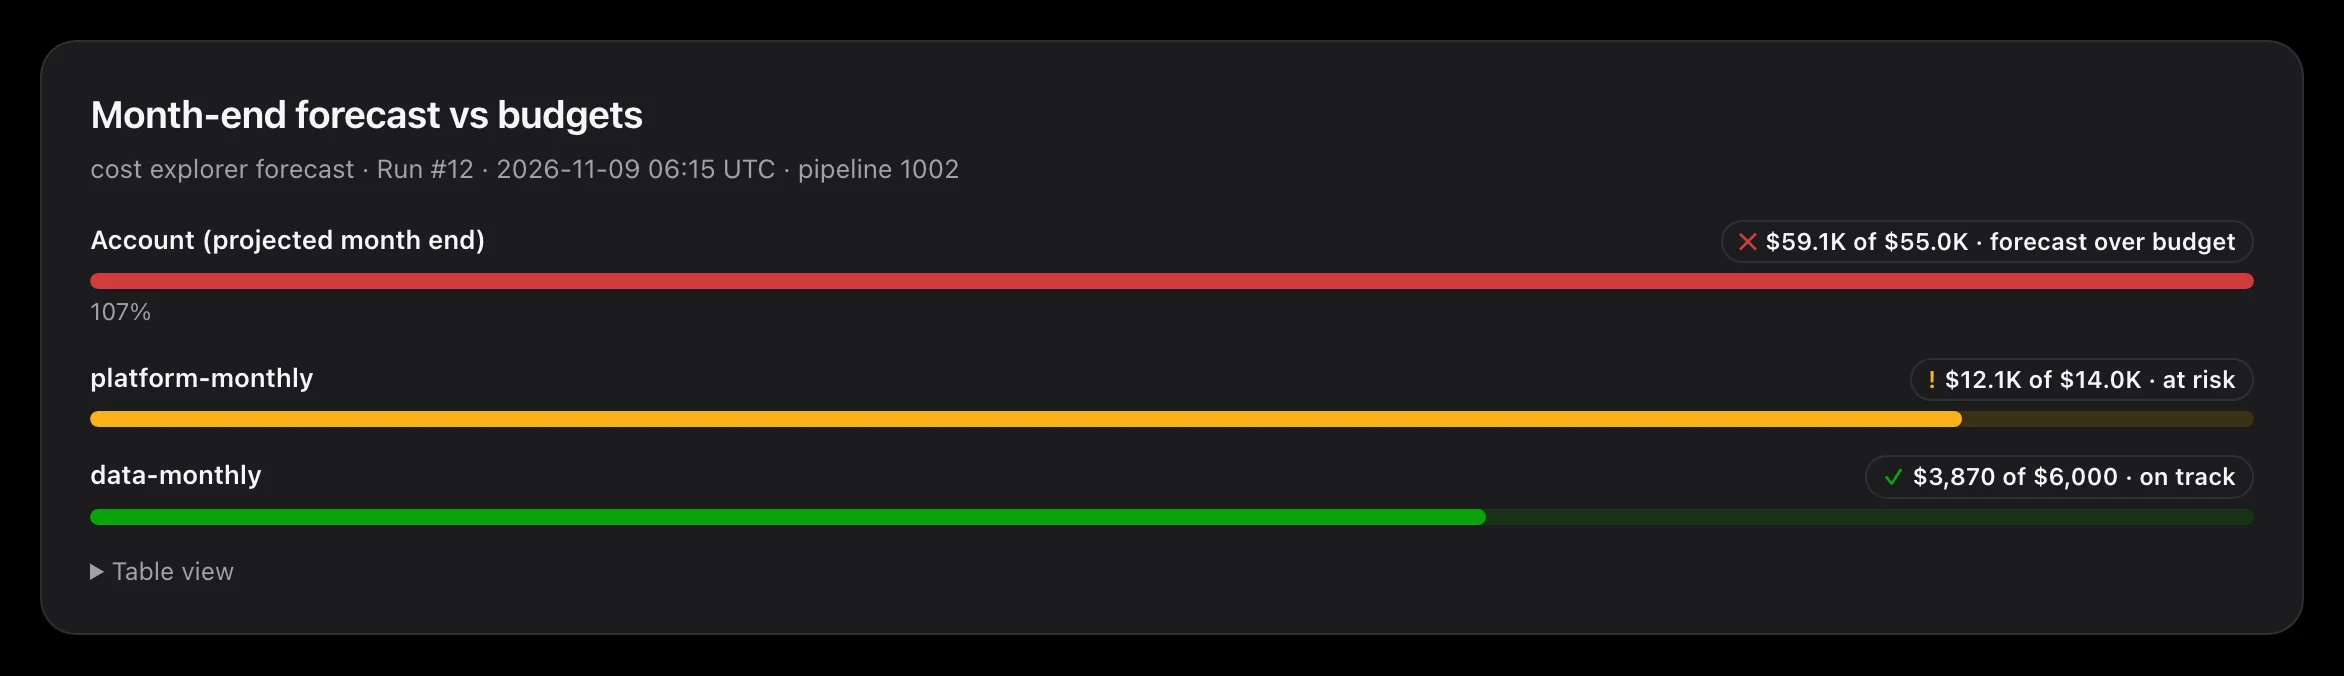 Month-end forecast vs budgets
cost explorer forecast · Run #12 · 2026-11-09 06:15 UTC · pipeline 1002
Account (projected month end)
✕ $59.1K of $55.0K · forecast over budget
107%
platform-monthly
! $12.1K of $14.0K · at risk
data-monthly
✓ $3,870 of $6,000 · on track
▶ Table view